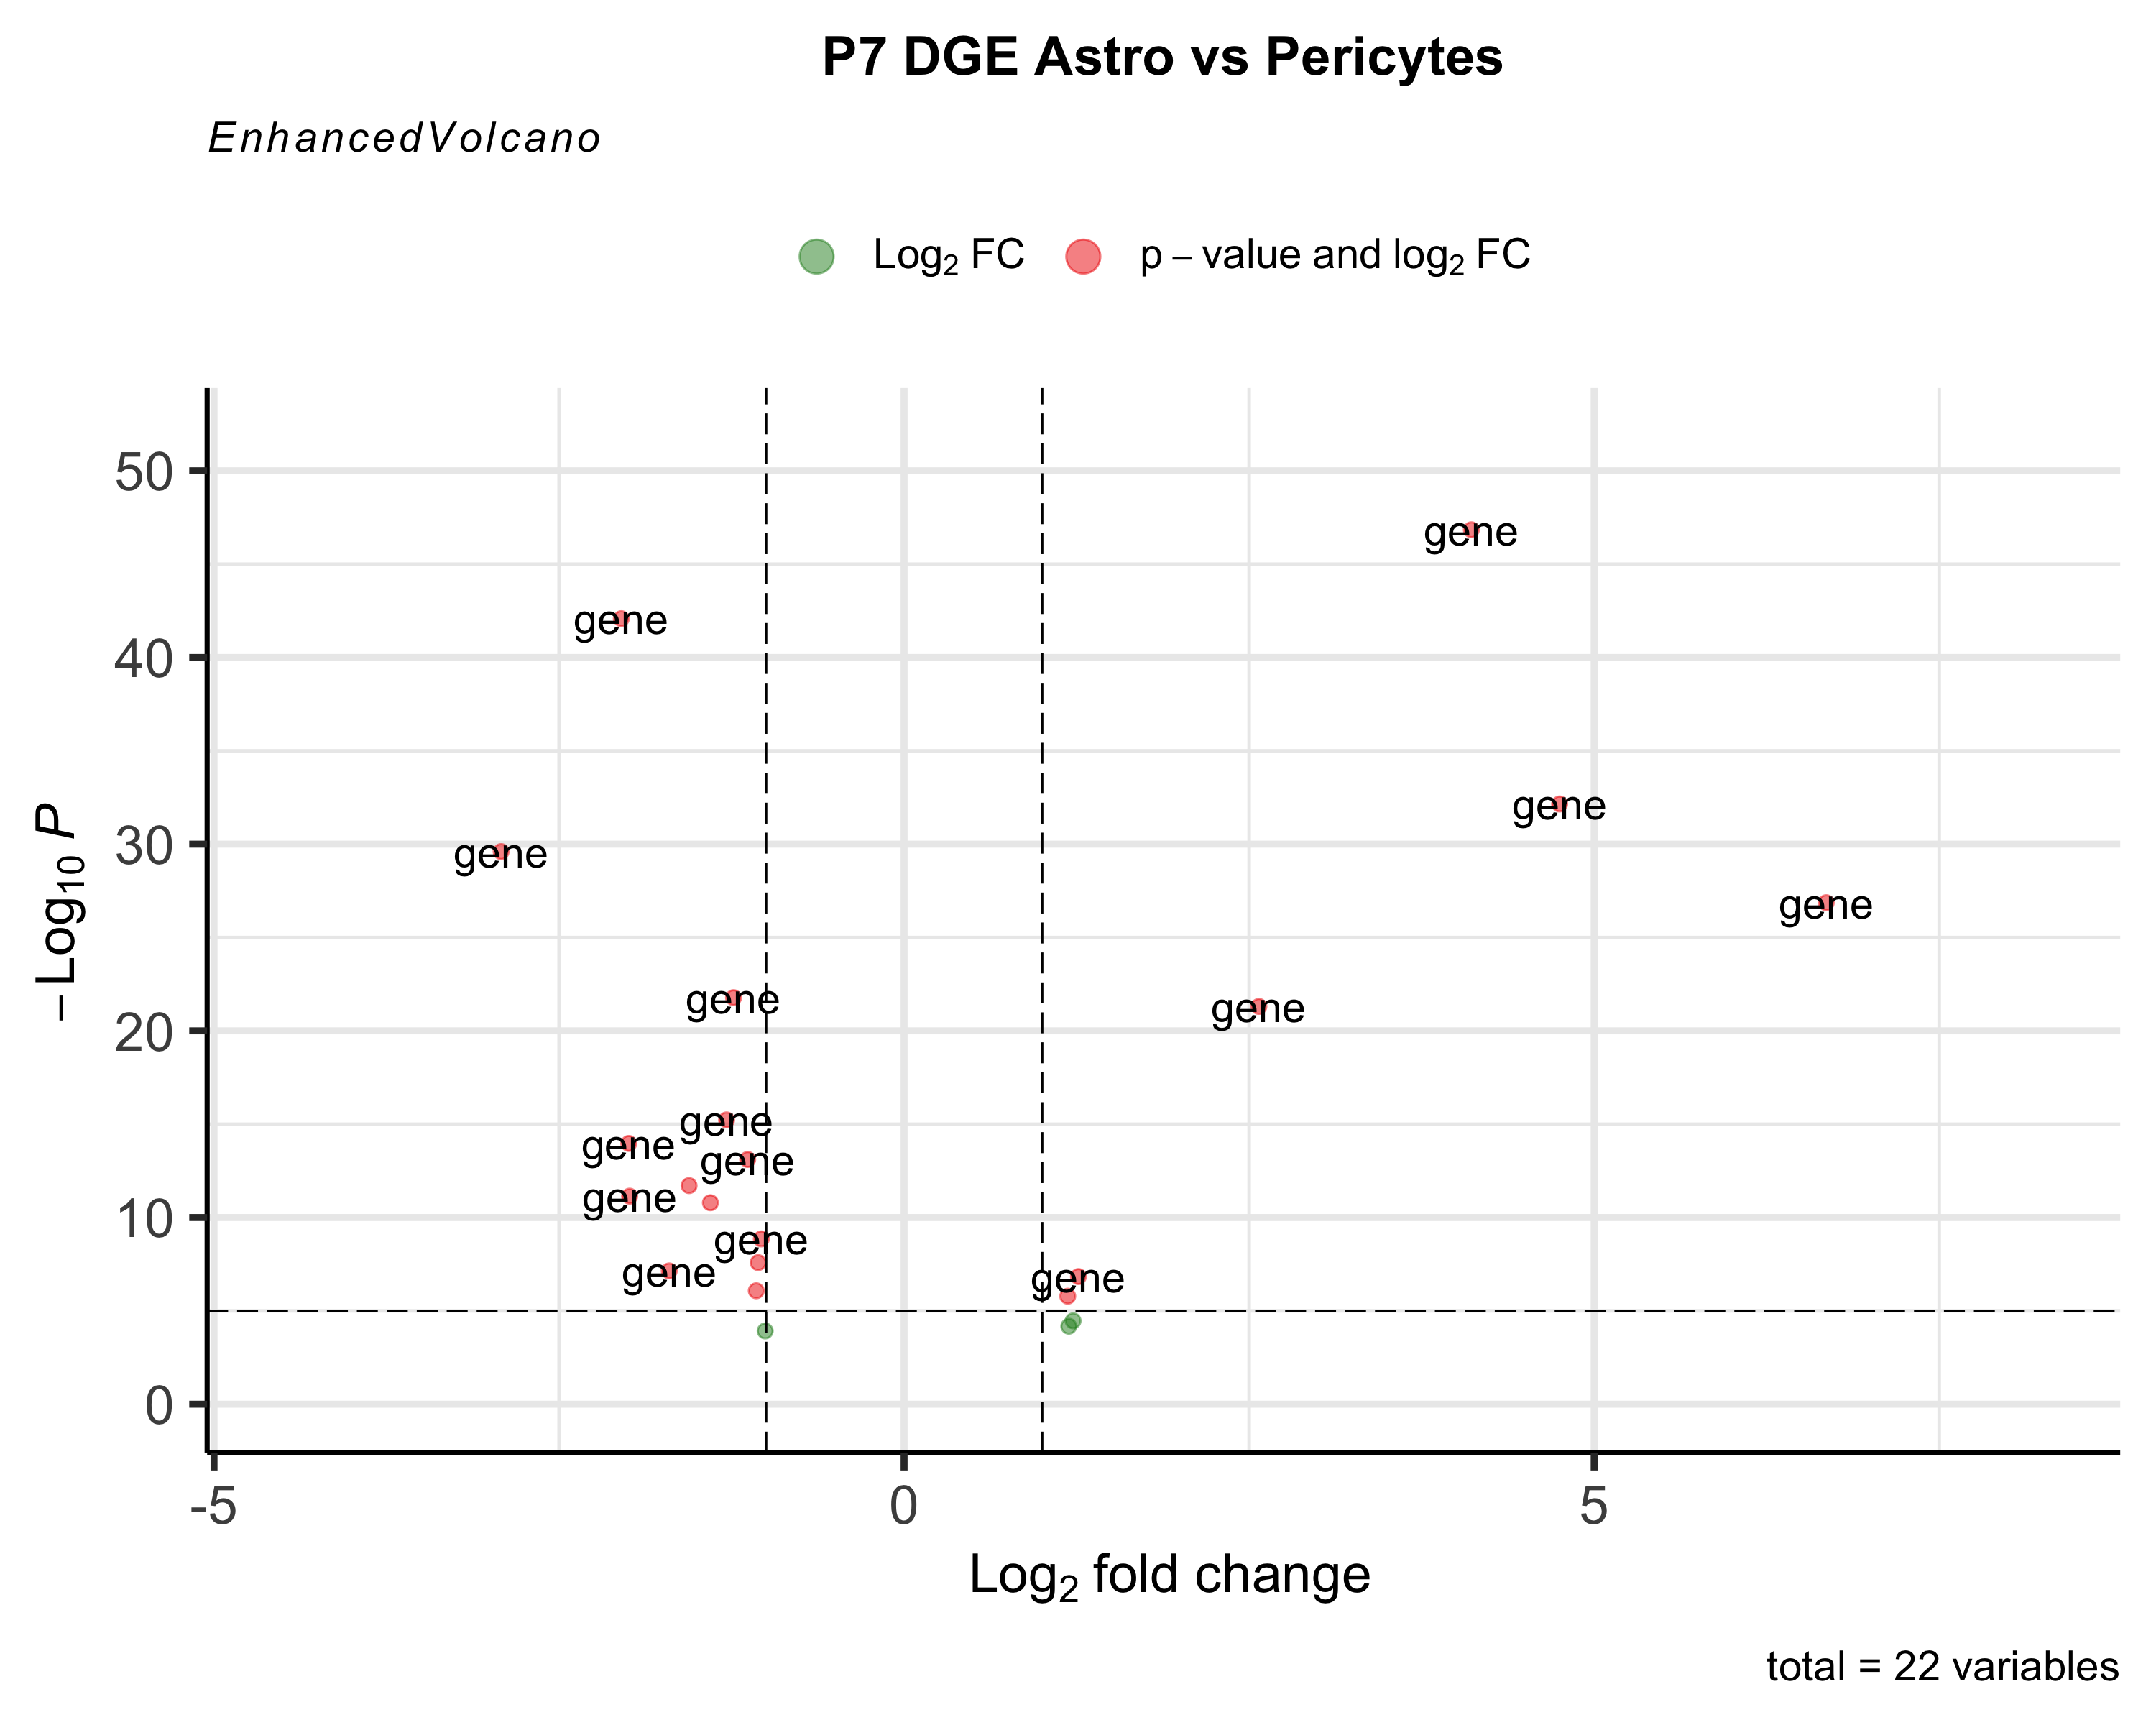 P7 DGE Astro vs Pericytes
EnhancedVolcano
Log₂ FC
p – value and log₂ FC
– Log₁₀ P
50
40
30
20
10
0
gene
gene
gene
gene
gene
gene
gene
gene
gene
gene
gene
gene
gene
gene
-5
0
5
Log₂ fold change
total = 22 variables